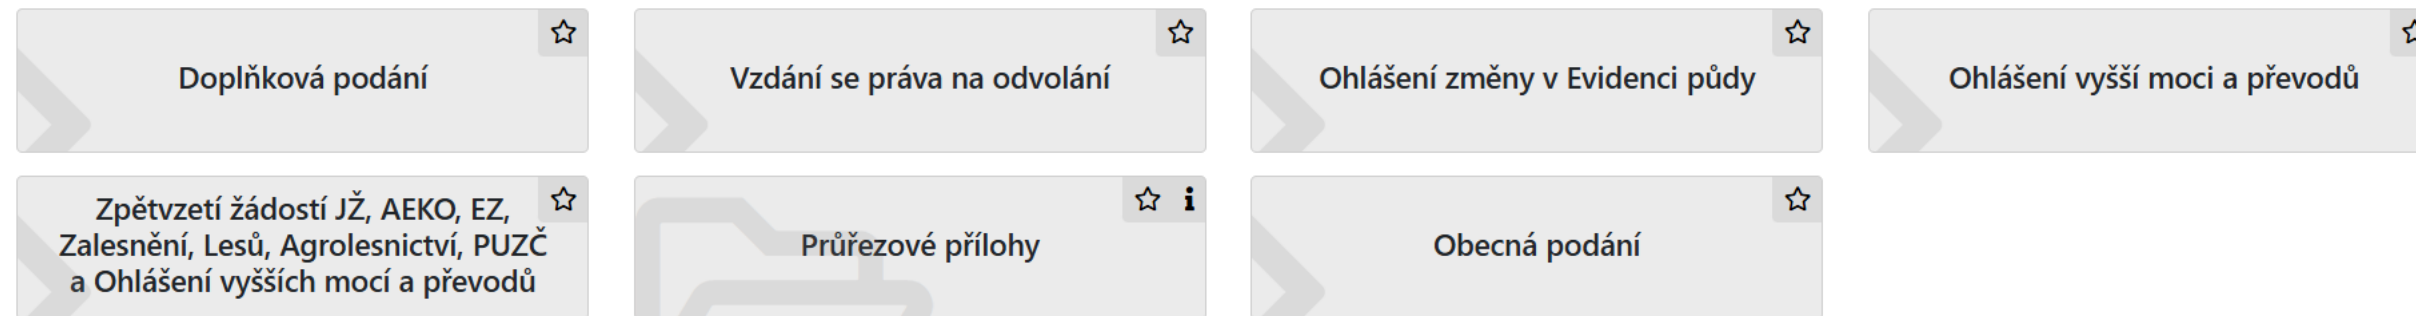 Doplňková podání
Vzdání se práva na odvolání
Ohlášení změny v Evidenci půdy
Ohlášení vyšší moci a převodů
Zpětvzetí žádostí JŽ, AEKO, EZ,
Zalesnění, Lesů, Agrolesnictví, PUZČ
a Ohlášení vyšších mocí a převodů
Průřezové přílohy
Obecná podání